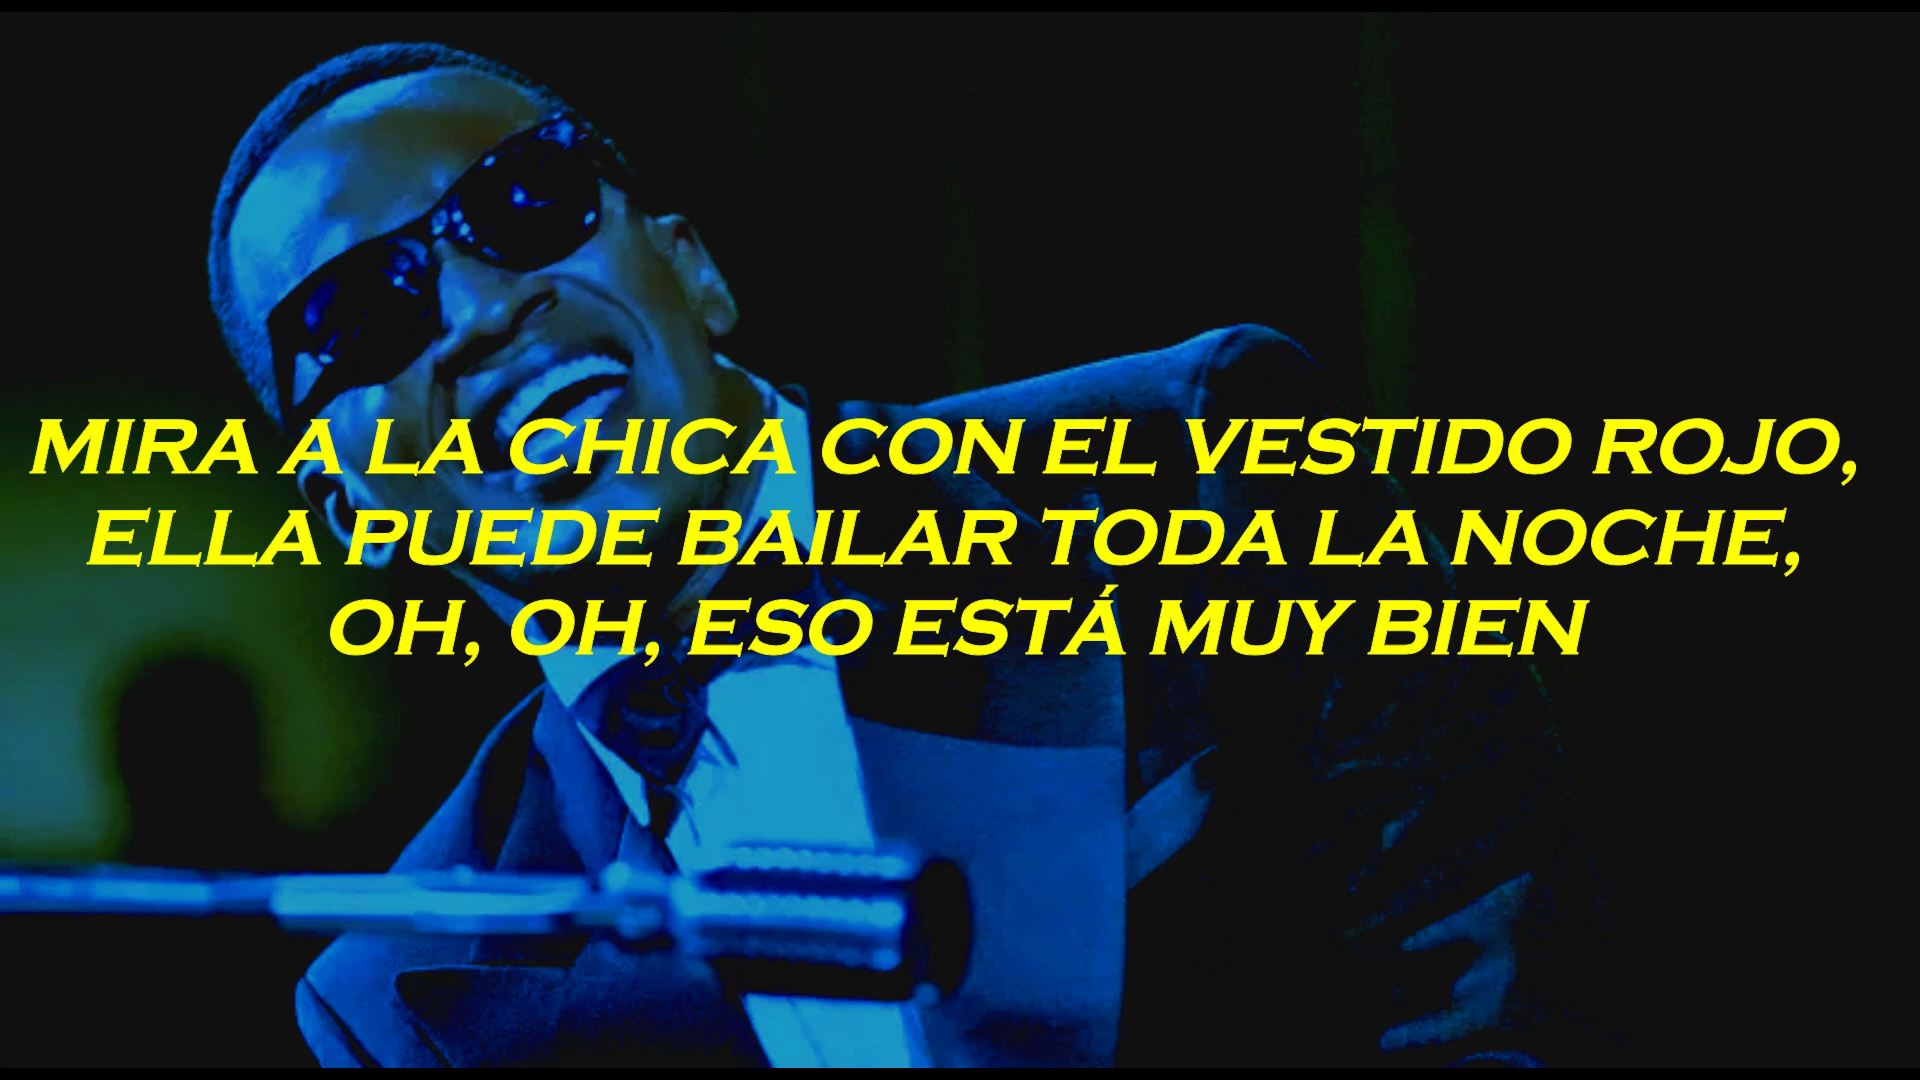 MIRA A LA CHICA CON EL VESTIDO ROJO,
ELLA PUEDE BAILAR TODA LA NOCHE,
OH, OH, ESO ESTÁ MUY BIEN